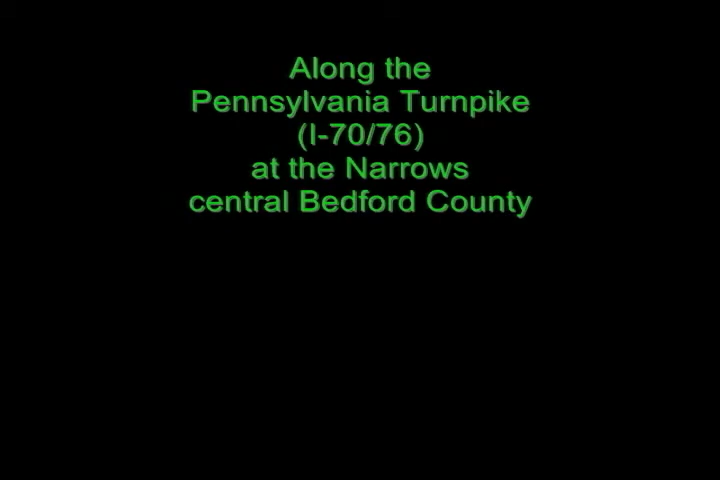 Along the
Pennsylvania Turnpike
(I-70/76)
at the Narrows
central Bedford County